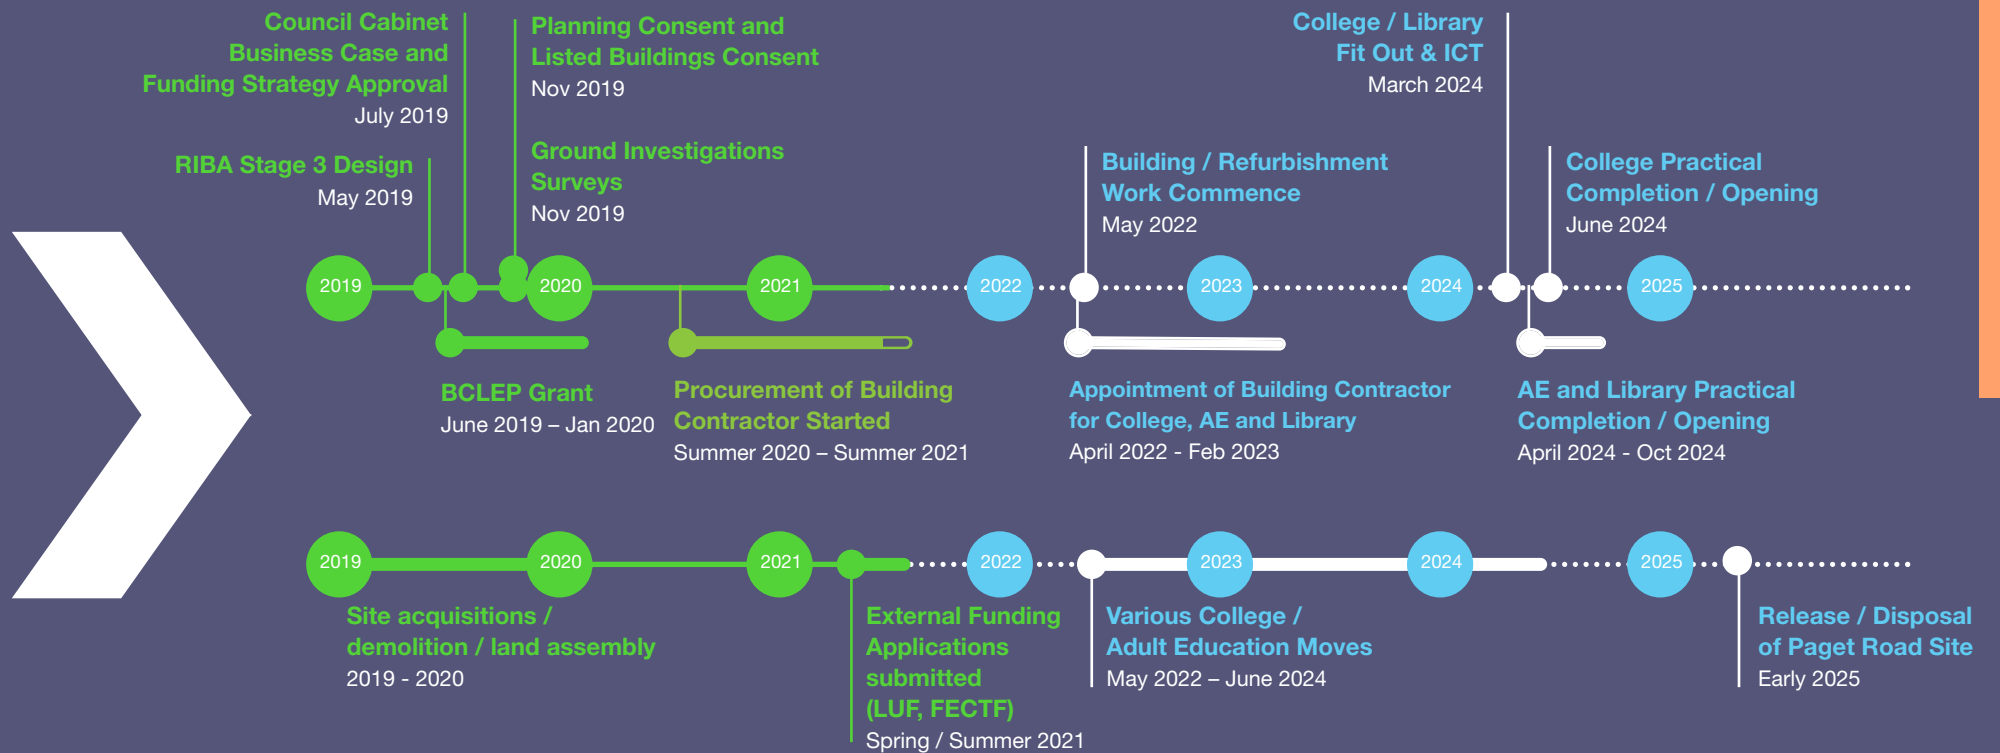 Council Cabinet
Business Case and
Funding Strategy Approval
July 2019
Planning Consent and
Listed Buildings Consent
Nov 2019
College / Library
Fit Out & ICT
March 2024
RIBA Stage 3 Design
May 2019
Ground Investigations
Surveys
Nov 2019
Building / Refurbishment
Work Commence
May 2022
College Practical
Completion / Opening
June 2024
2019 2020 2021 2022 2023 2024 2025
BCLEP Grant
June 2019 – Jan 2020
Procurement of Building
Contractor Started
Summer 2020 – Summer 2021
Appointment of Building Contractor
for College, AE and Library
April 2022 - Feb 2023
AE and Library Practical
Completion / Opening
April 2024 - Oct 2024
2019 2020 2021 2022 2023 2024 2025
Site acquisitions /
demolition / land assembly
2019 - 2020
External Funding
Applications
submitted
(LUF, FECTF)
Spring / Summer 2021
Various College /
Adult Education Moves
May 2022 – June 2024
Release / Disposal
of Paget Road Site
Early 2025